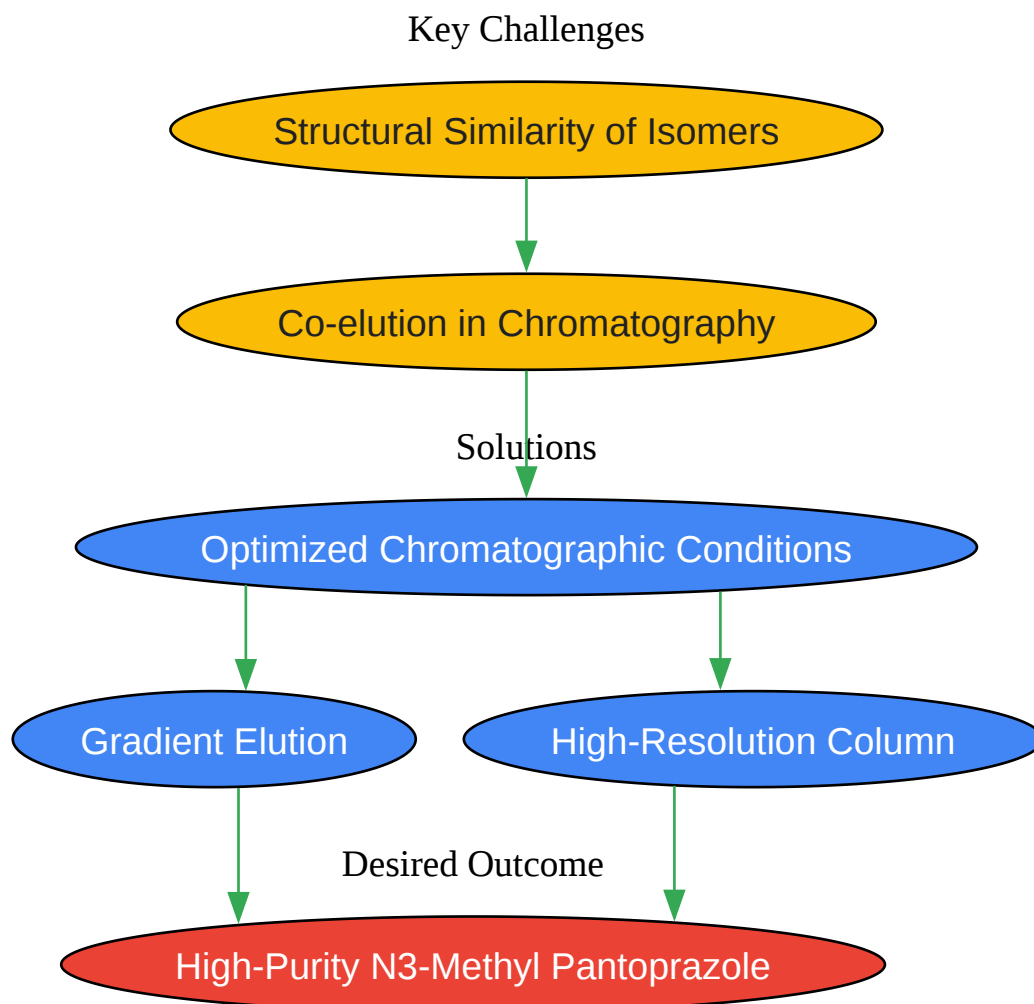 Key Challenges
Structural Similarity of Isomers
Co-elution in Chromatography
Solutions
Optimized Chromatographic Conditions
Gradient Elution
High-Resolution Column
Desired Outcome
High-Purity N3-Methyl Pantoprazole